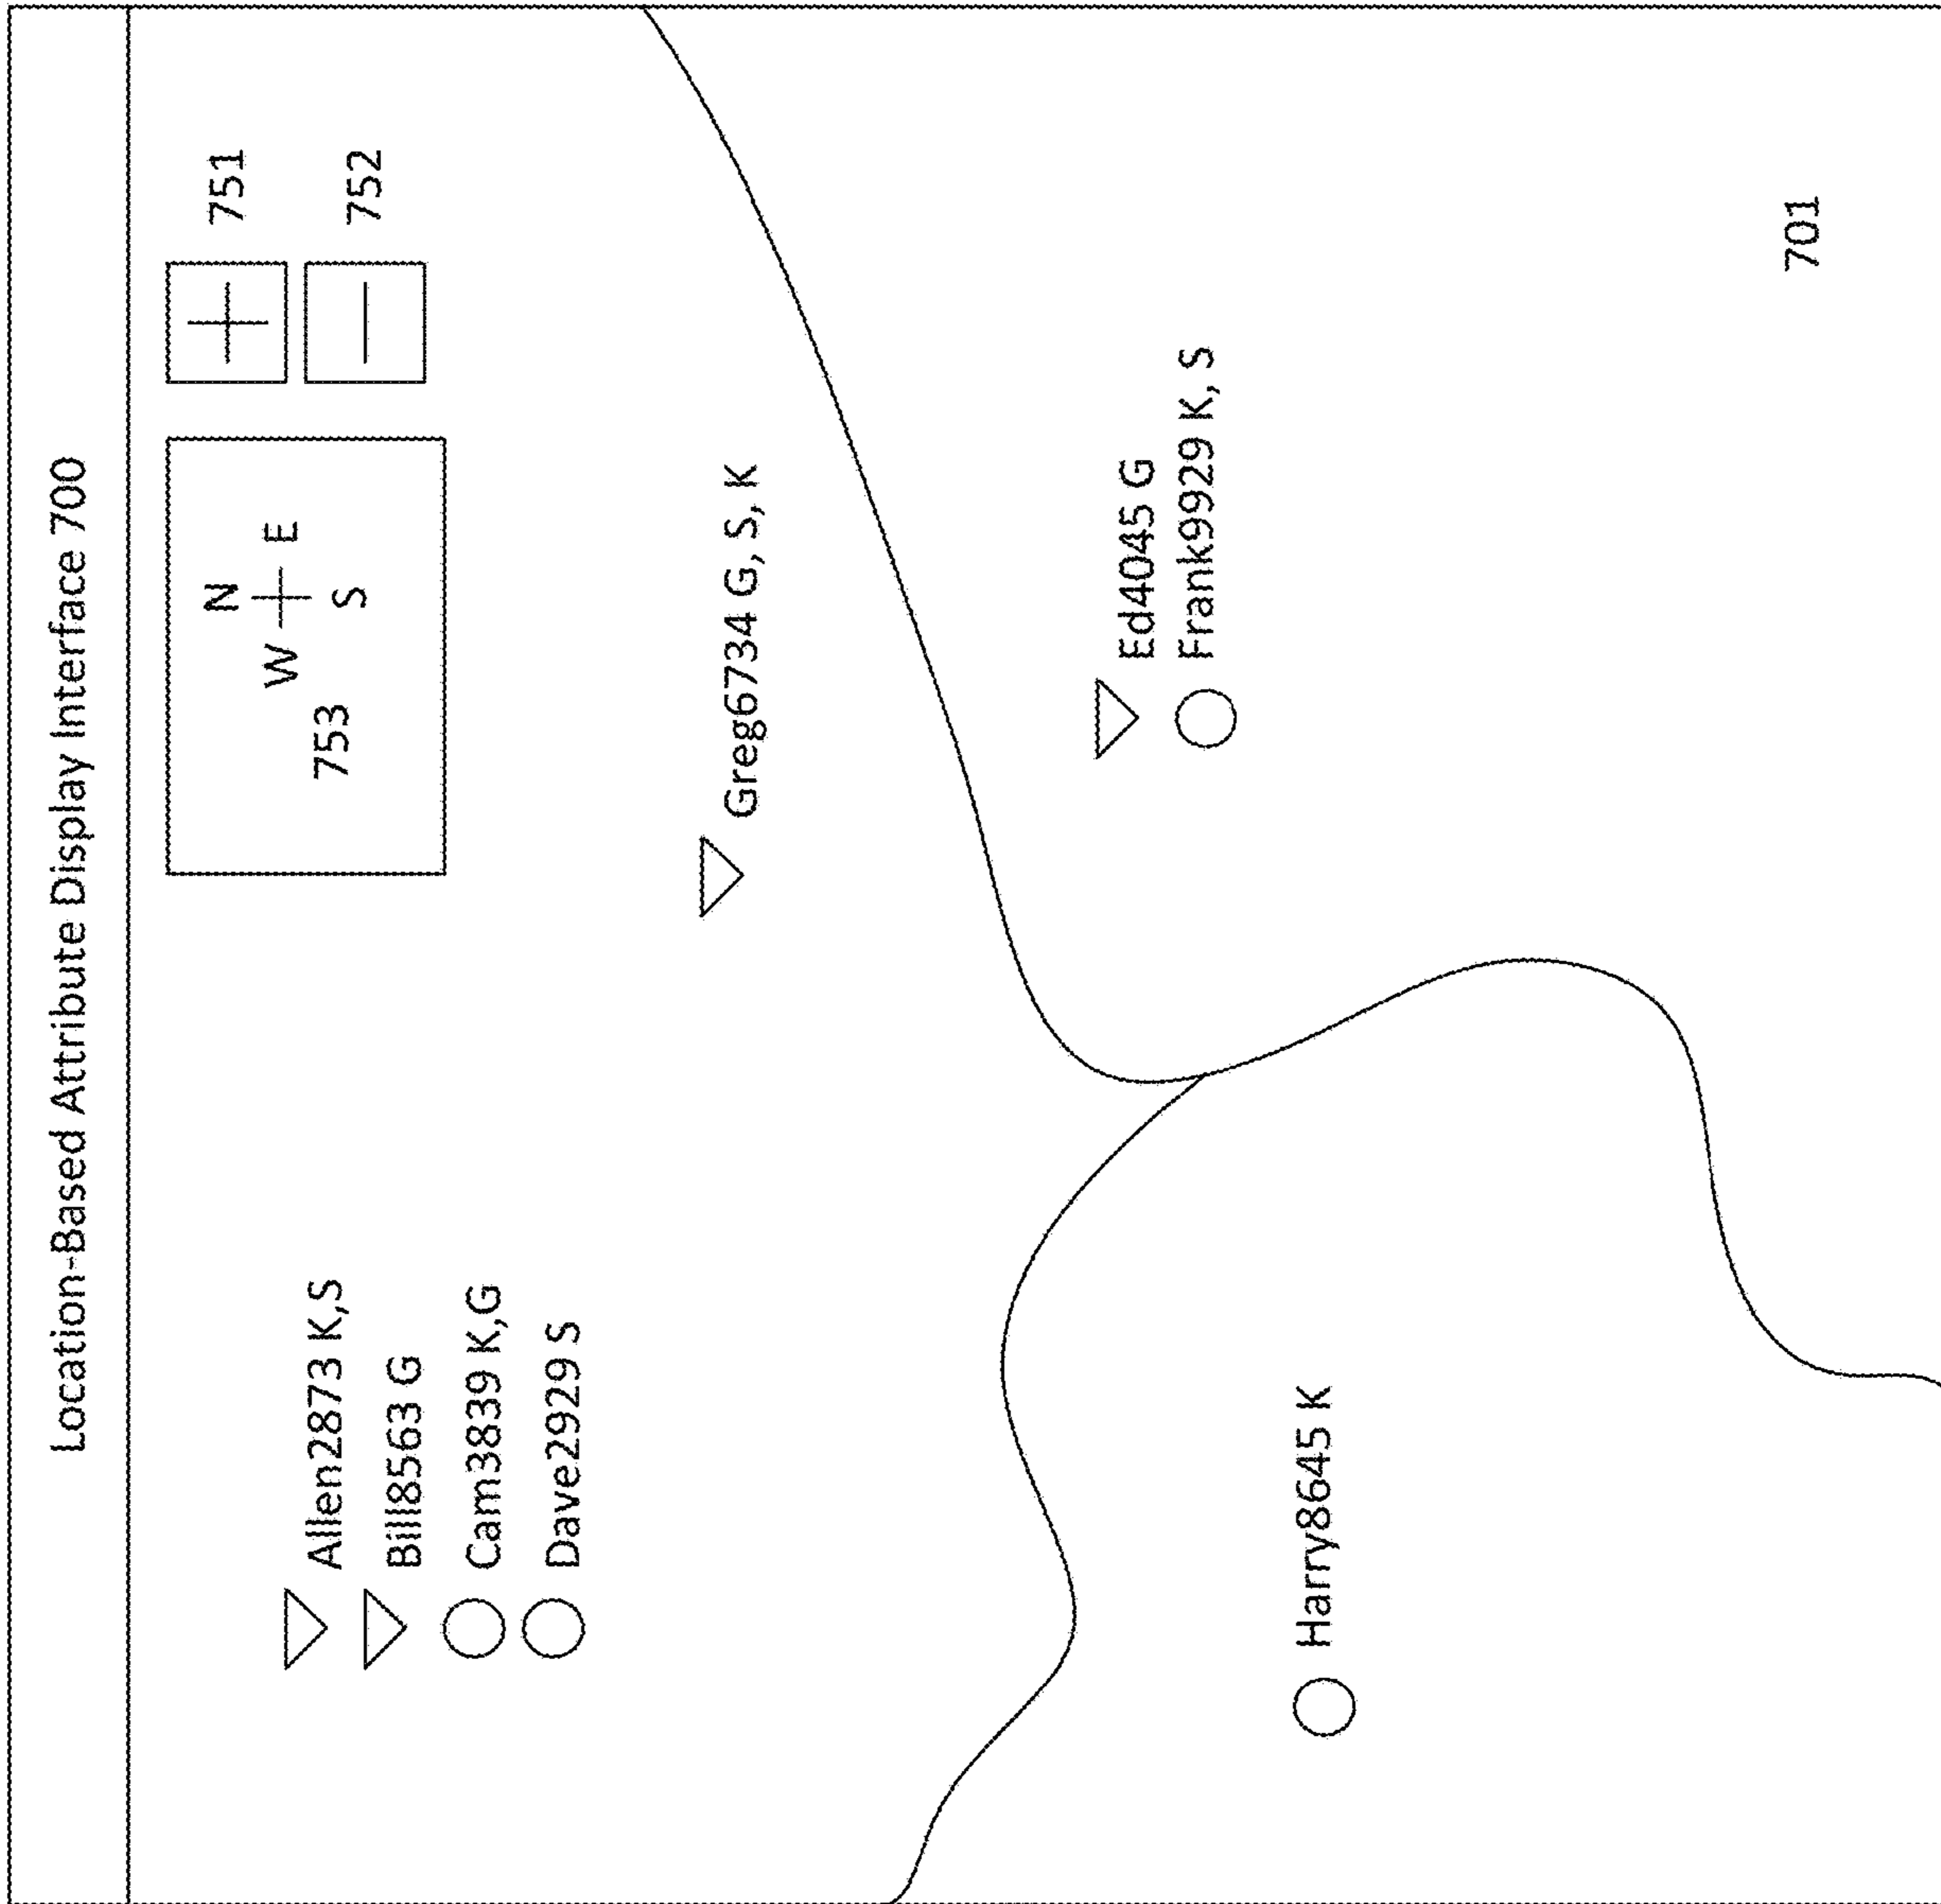 Location-Based Attribute Display Interface 700
N
W E
S
753
751
752
Allen2873 K,S
Bill8563 G
Cam3839 K,G
Dave2929 S
Greg6734 G, S, K
Ed4045 G
Frank9929 K, S
Harry8645 K
701